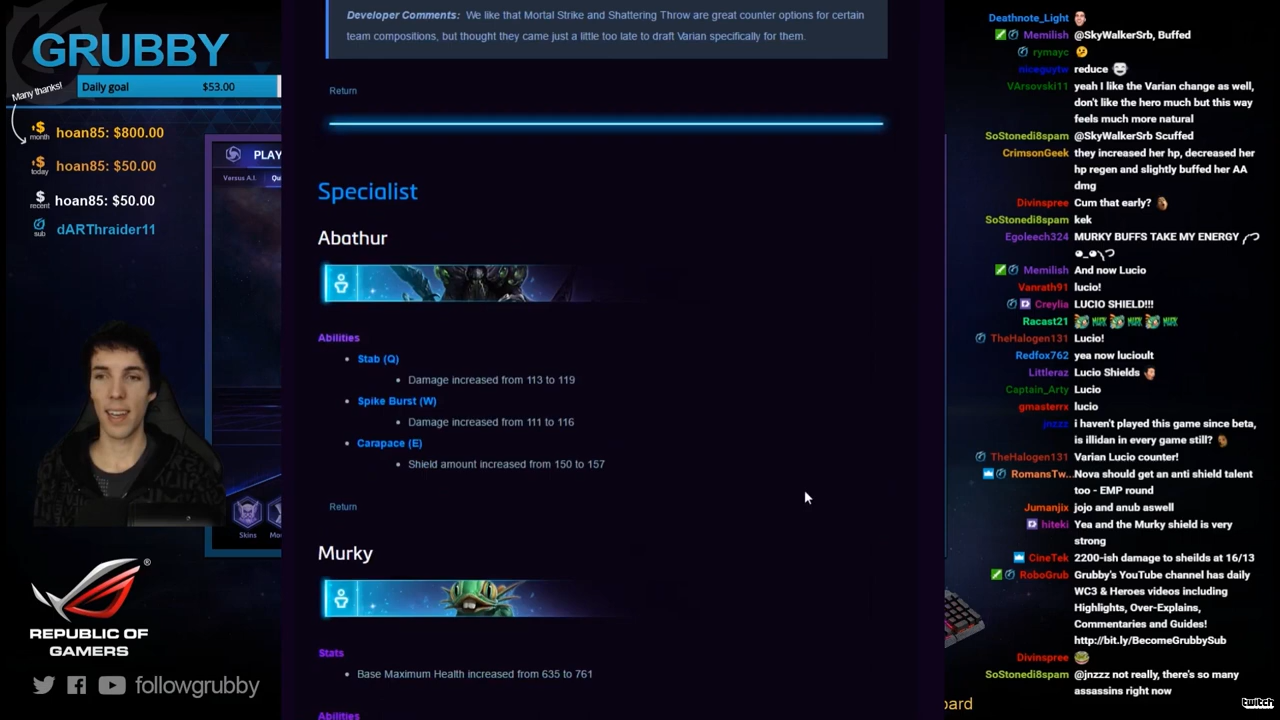 GRUBBY
Many thanks!
Daily goal
$53.00
month
hoan85: $800.00
today
hoan85: $50.00
recent
hoan85: $50.00
sub
dARThraider11
PLAY
Versus A.I.
Qui
Skins
Mo
REPUBLIC OF
GAMERS
®
followgrubby
Developer Comments: We like that Mortal Strike and Shattering Throw are great counter options for certain
team compositions, but thought they came just a little too late to draft Varian specifically for them.
Return
Specialist
Abathur
Abilities
Stab (Q)
Damage increased from 113 to 119
Spike Burst (W)
Damage increased from 111 to 116
Carapace (E)
Shield amount increased from 150 to 157
Return
Murky
Stats
Base Maximum Health increased from 635 to 761
Abilities
Deathnote_Light
Memilish @SkyWalkerSrb, Buffed
rymayc
niceguytw reduce
VArsovski11 yeah I like the Varian change as well,
don't like the hero much but this way
feels much more natural
SoStonedi8spam @SkyWalkerSrb Scuffed
CrimsonGeek they increased her hp, decreased her
hp regen and slightly buffed her AA
dmg
Divinspree Cum that early?
SoStonedi8spam kek
Egoleech324 MURKY BUFFS TAKE MY ENERGY
Memilish And now Lucio
Vanrath91 lucio!
Creylia LUCIO SHIELD!!!
Racast21 MURK MURK MURK
TheHalogen131 Lucio!
Redfox762 yea now lucioult
Littleraz Lucio Shields
Captain_Arty Lucio
gmasterrx lucio
jnzzz i haven't played this game since beta,
is illidan in every game still?
TheHalogen131 Varian Lucio counter!
RomansTw... Nova should get an anti shield talent
too - EMP round
Jumanjix jojo and anub aswell
hiteki Yea and the Murky shield is very
strong
CineTek 2200-ish damage to sheilds at 16/13
RoboGrub Grubby's YouTube channel has daily
WC3 & Heroes videos including
Highlights, Over-Explains,
Commentaries and Guides!
http://bit.ly/BecomeGrubbySub
Divinspree
SoStonedi8spam @jnzzz not really, there's so many
assassins right now
oard
twitch